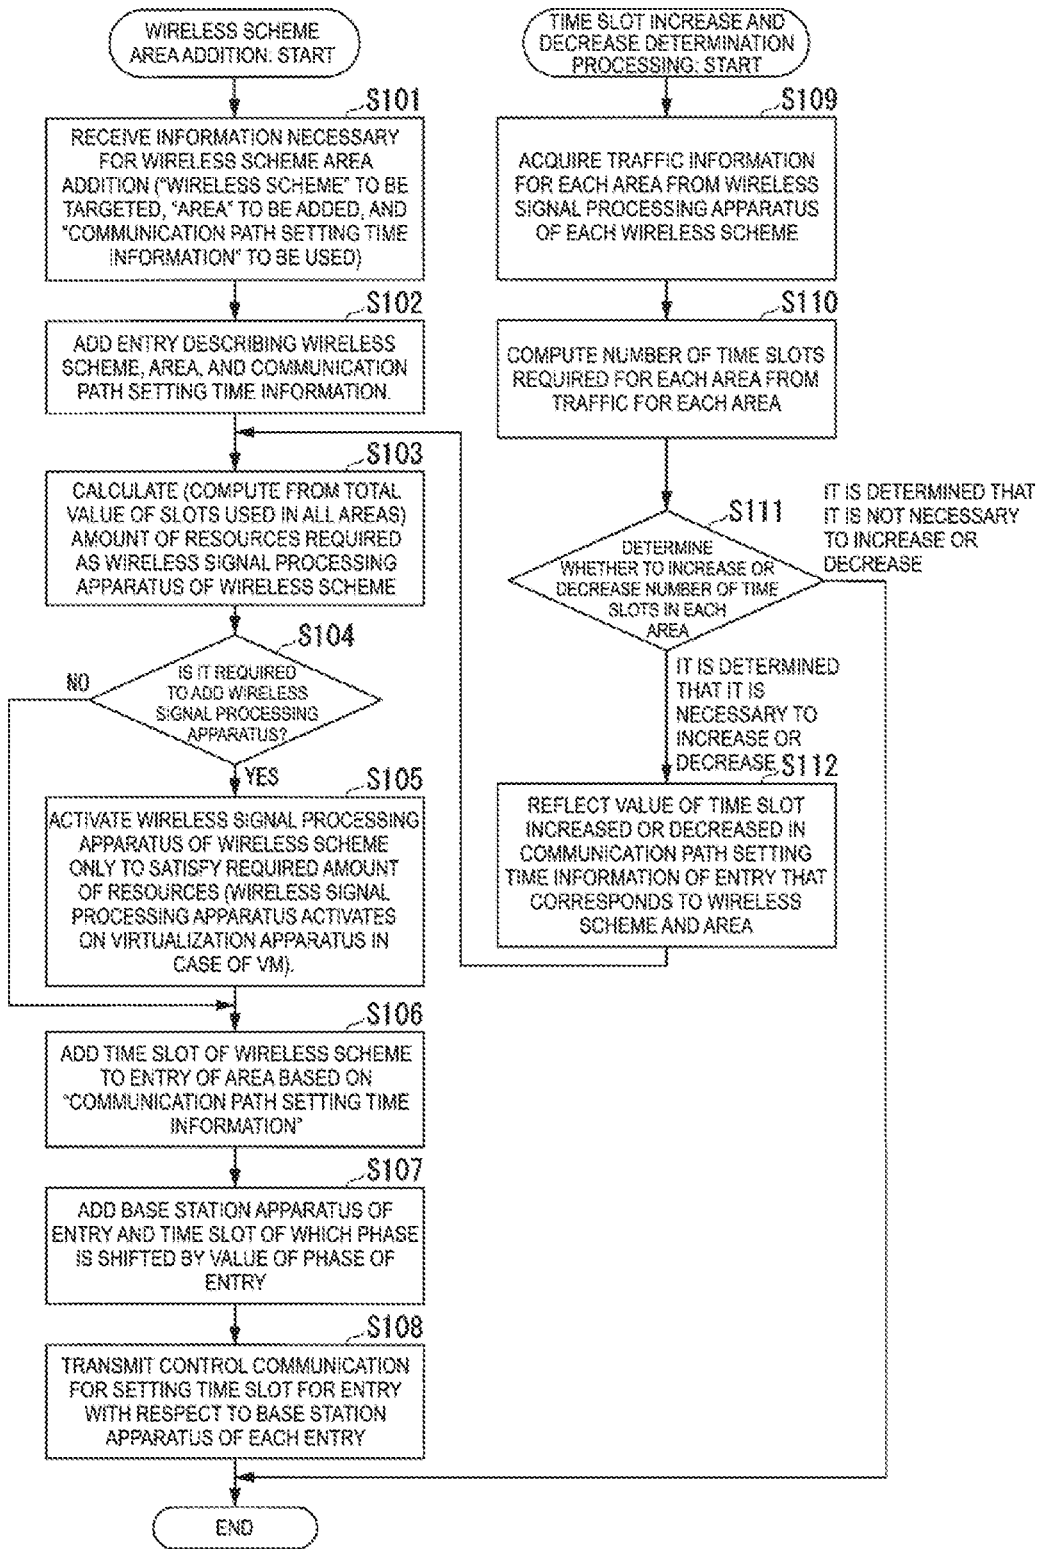 WIRELESS SCHEME
AREA ADDITION: START
S101
RECEIVE INFORMATION NECESSARY
FOR WIRELESS SCHEME AREA
ADDITION ("WIRELESS SCHEME" TO BE
TARGETED, "AREA" TO BE ADDED, AND
"COMMUNICATION PATH SETTING TIME
INFORMATION" TO BE USED)
S102
ADD ENTRY DESCRIBING WIRELESS
SCHEME, AREA, AND COMMUNICATION
PATH SETTING TIME INFORMATION.
S103
CALCULATE (COMPUTE FROM TOTAL
VALUE OF SLOTS USED IN ALL AREAS)
AMOUNT OF RESOURCES REQUIRED
AS WIRELESS SIGNAL PROCESSING
APPARATUS OF WIRELESS SCHEME
S104
IS IT REQUIRED
TO ADD WIRELESS
SIGNAL PROCESSING
APPARATUS?
NO
YES
S105
ACTIVATE WIRELESS SIGNAL PROCESSING
APPARATUS OF WIRELESS SCHEME
ONLY TO SATISFY REQUIRED AMOUNT
OF RESOURCES (WIRELESS SIGNAL
PROCESSING APPARATUS ACTIVATES
ON VIRTUALIZATION APPARATUS IN
CASE OF VM).
S106
ADD TIME SLOT OF WIRELESS SCHEME
TO ENTRY OF AREA BASED ON
"COMMUNICATION PATH SETTING TIME
INFORMATION"
S107
ADD BASE STATION APPARATUS OF
ENTRY AND TIME SLOT OF WHICH PHASE
IS SHIFTED BY VALUE OF PHASE OF
ENTRY
S108
TRANSMIT CONTROL COMMUNICATION
FOR SETTING TIME SLOT FOR ENTRY
WITH RESPECT TO BASE STATION
APPARATUS OF EACH ENTRY
END
TIME SLOT INCREASE AND
DECREASE DETERMINATION
PROCESSING: START
S109
ACQUIRE TRAFFIC INFORMATION
FOR EACH AREA FROM WIRELESS
SIGNAL PROCESSING APPARATUS
OF EACH WIRELESS SCHEME
S110
COMPUTE NUMBER OF TIME SLOTS
REQUIRED FOR EACH AREA FROM
TRAFFIC FOR EACH AREA
S111
DETERMINE
WHETHER TO INCREASE OR
DECREASE NUMBER OF TIME
SLOTS IN EACH
AREA
IT IS DETERMINED THAT
IT IS NOT NECESSARY
TO INCREASE OR
DECREASE
IT IS DETERMINED
THAT IT IS
NECESSARY TO
INCREASE OR
DECREASE
S112
REFLECT VALUE OF TIME SLOT
INCREASED OR DECREASED IN
COMMUNICATION PATH SETTING
TIME INFORMATION OF ENTRY THAT
CORRESPONDS TO WIRELESS
SCHEME AND AREA